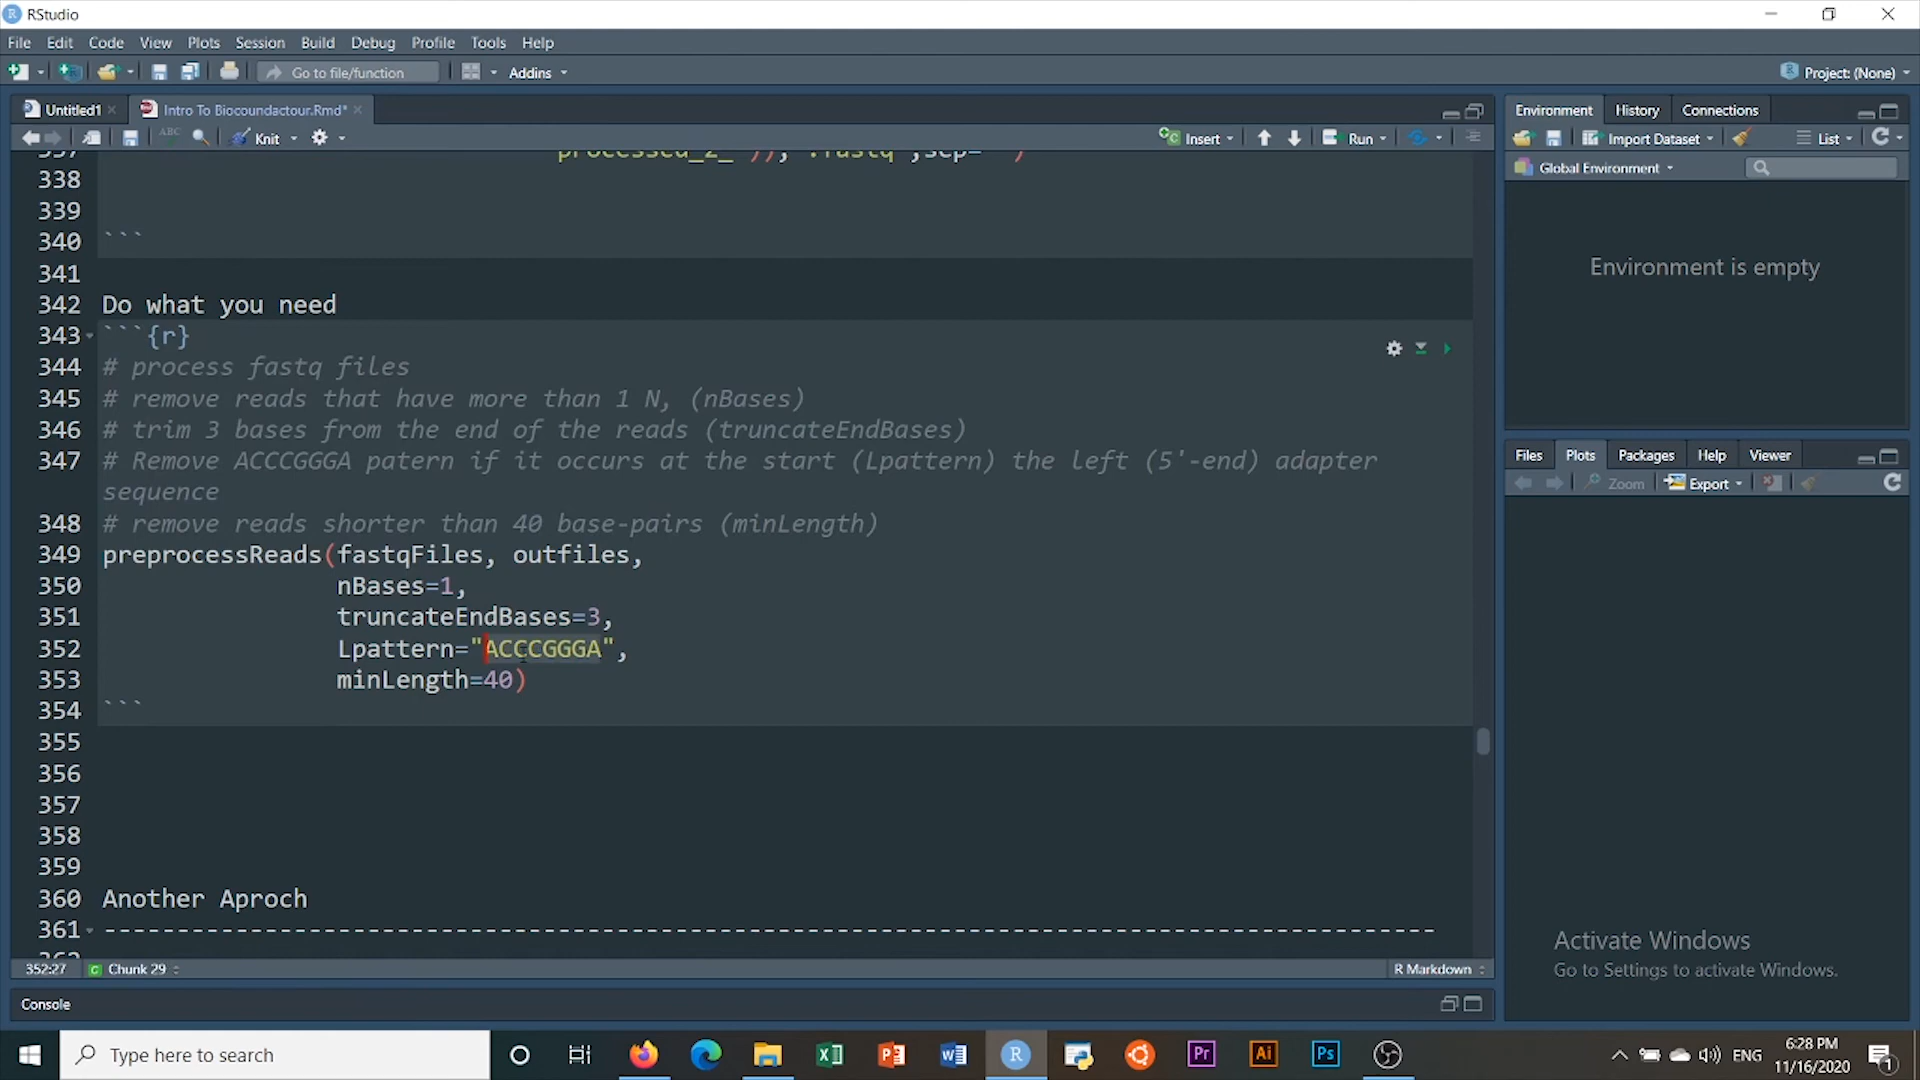 RStudio
File Edit Code View Plots Session Build Debug Profile Tools Help
Go to file/function Addins Project: (None)
Untitled1 Intro To Biocoundactour.Rmd*
ABC Knit Insert Run
processed_2_")), ".fastq",sep="")
338
339
340 ```
341
342 Do what you need
343 ```{r}
344 # process fastq files
345 # remove reads that have more than 1 N, (nBases)
346 # trim 3 bases from the end of the reads (truncateEndBases)
347 # Remove ACCCGGGA patern if it occurs at the start (Lpattern) the left (5'-end) adapter
sequence
348 # remove reads shorter than 40 base-pairs (minLength)
349 preprocessReads(fastqFiles, outfiles,
350 nBases=1,
351 truncateEndBases=3,
352 Lpattern="ACCCGGGA",
353 minLength=40)
354 ```
355
356
357
358
359
360 Another Aproch
361 -------------------------------------------------------------------------------------------
352:27 Chunk 29 R Markdown
Console
Environment History Connections
Import Dataset List
Global Environment
Environment is empty
Files Plots Packages Help Viewer
Zoom Export
Activate Windows
Go to Settings to activate Windows.
Type here to search
ENG
6:28 PM
11/16/2020
1